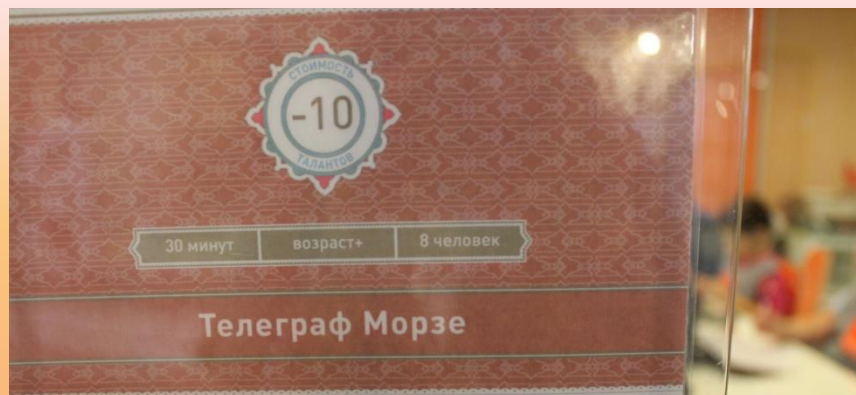 СТОИМОСТЬ
-10
ТАЛАНТОВ
30 минут возраст+ 8 человек
Телеграф Морзе